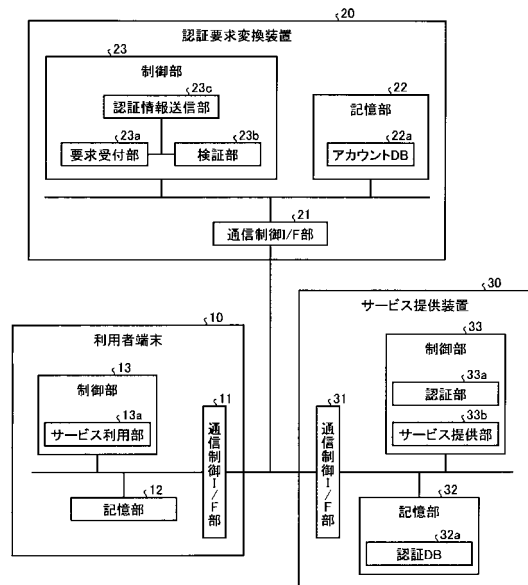 20
認証要求変換装置
23
制御部
23c
認証情報送信部
23a
要求受付部
23b
検証部
22
記憶部
22a
アカウントDB
21
通信制御I/F部
10
利用者端末
13
制御部
13a
サービス利用部
11
通信制御I/F部
12
記憶部
30
サービス提供装置
31
通信制御I/F部
33
制御部
33a
認証部
33b
サービス提供部
32
記憶部
32a
認証DB